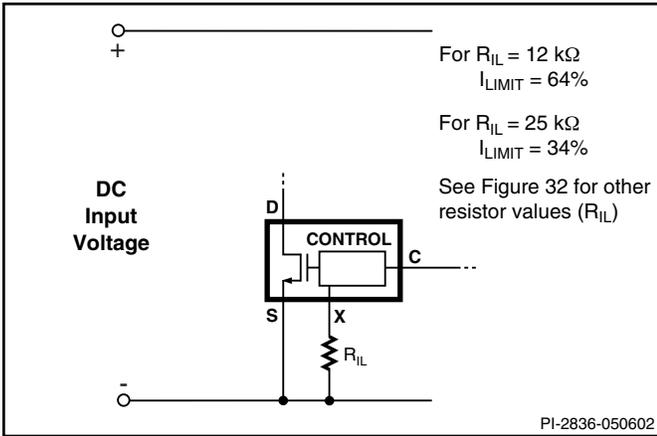 +
For R_IL = 12 kΩ
I_LIMIT = 64%
For R_IL = 25 kΩ
I_LIMIT = 34%
See Figure 32 for other
resistor values (R_IL)
DC
Input
Voltage
D
CONTROL
C
S
X
R_IL
-
PI-2836-050602